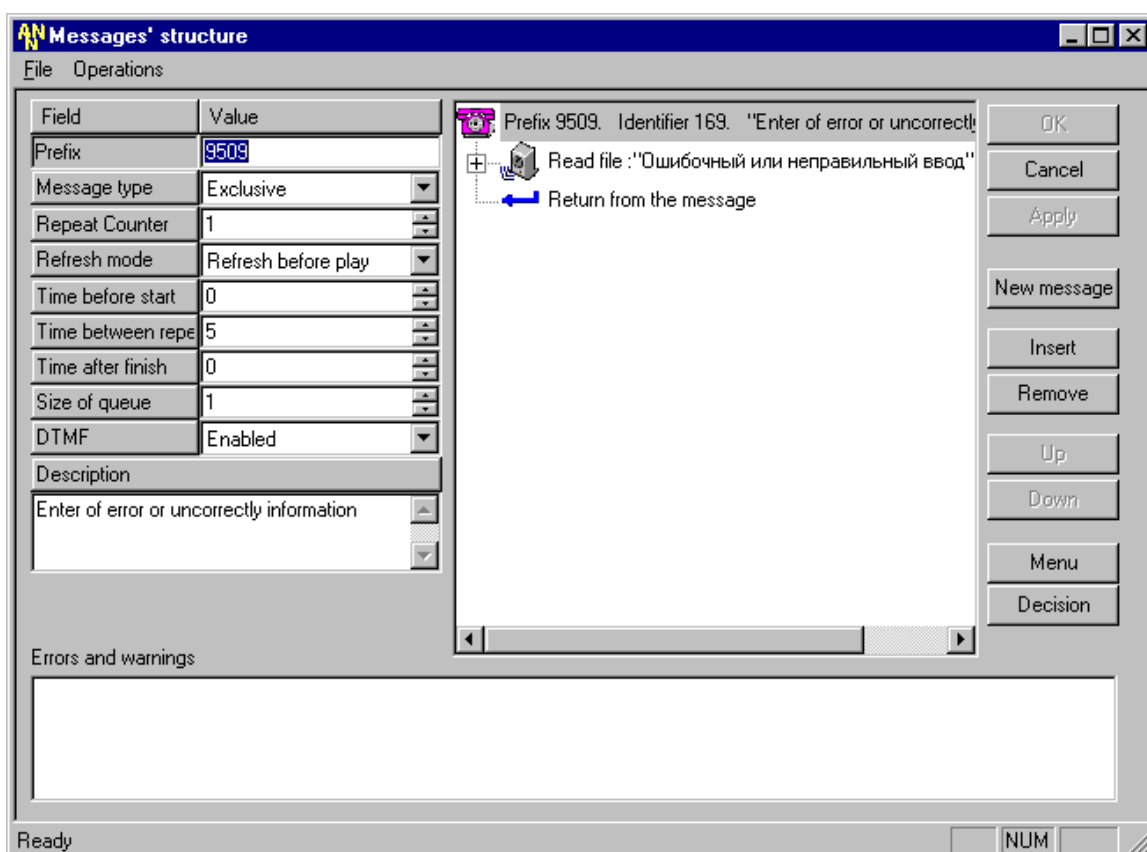 Messages' structure
File Operations
Field Value
Prefix 9509
Message type Exclusive
Repeat Counter 1
Refresh mode Refresh before play
Time before start 0
Time between repe 5
Time after finish 0
Size of queue 1
DTMF Enabled
Description
Enter of error or uncorrectly information
Prefix 9509. Identifier 169. "Enter of error or uncorrectly
Read file :"Ошибочный или неправильный ввод"
Return from the message
OK
Cancel
Apply
New message
Insert
Remove
Up
Down
Menu
Decision
Errors and warnings
Ready NUM